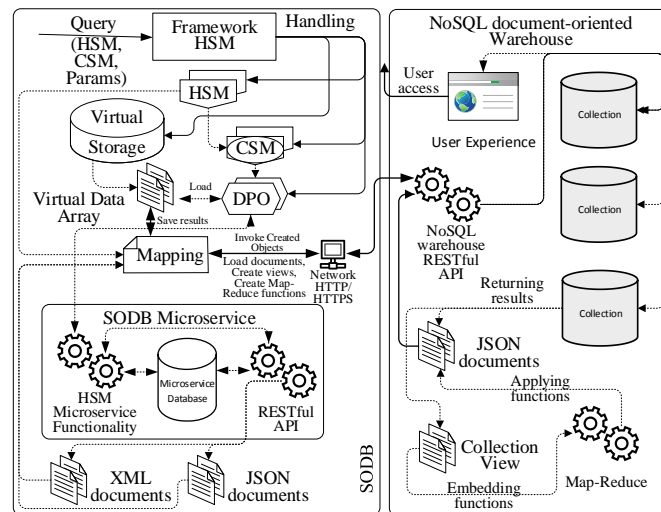 Query
(HSM,
CSM,
Params)
Framework
HSM
Handling
HSM
Virtual
Storage
CSM
Load
DPO
Virtual Data
Array
Save results
Mapping
Invoke Created
Objects
Load documents,
Create views,
Create Map-
Reduce functions
Network
HTTP/
HTTPS
SODB Microservice
HSM
Microservice
Functionality
Microservice
Database
RESTful
API
XML
documents
JSON
documents
SODB
NoSQL document-oriented
Warehouse
User
access
User Experience
Collection
NoSQL
warehouse
RESTful
API
Collection
Returning
results
Collection
JSON
documents
Applying
functions
Collection
View
Map-Reduce
Embedding
functions